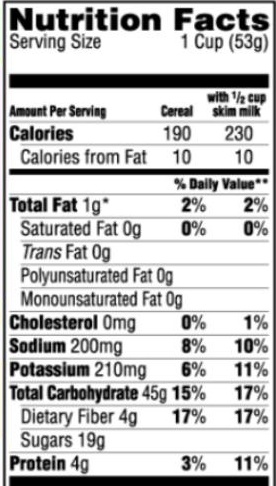 Nutrition Facts
Serving Size 1 Cup (53g)
with 1/2 cup
Amount Per Serving Cereal skim milk
Calories 190 230
Calories from Fat 10 10
% Daily Value**
Total Fat 1g* 2% 2%
Saturated Fat 0g 0% 0%
Trans Fat 0g
Polyunsaturated Fat 0g
Monounsaturated Fat 0g
Cholesterol 0mg 0% 1%
Sodium 200mg 8% 10%
Potassium 210mg 6% 11%
Total Carbohydrate 45g 15% 17%
Dietary Fiber 4g 17% 17%
Sugars 19g
Protein 4g 3% 11%